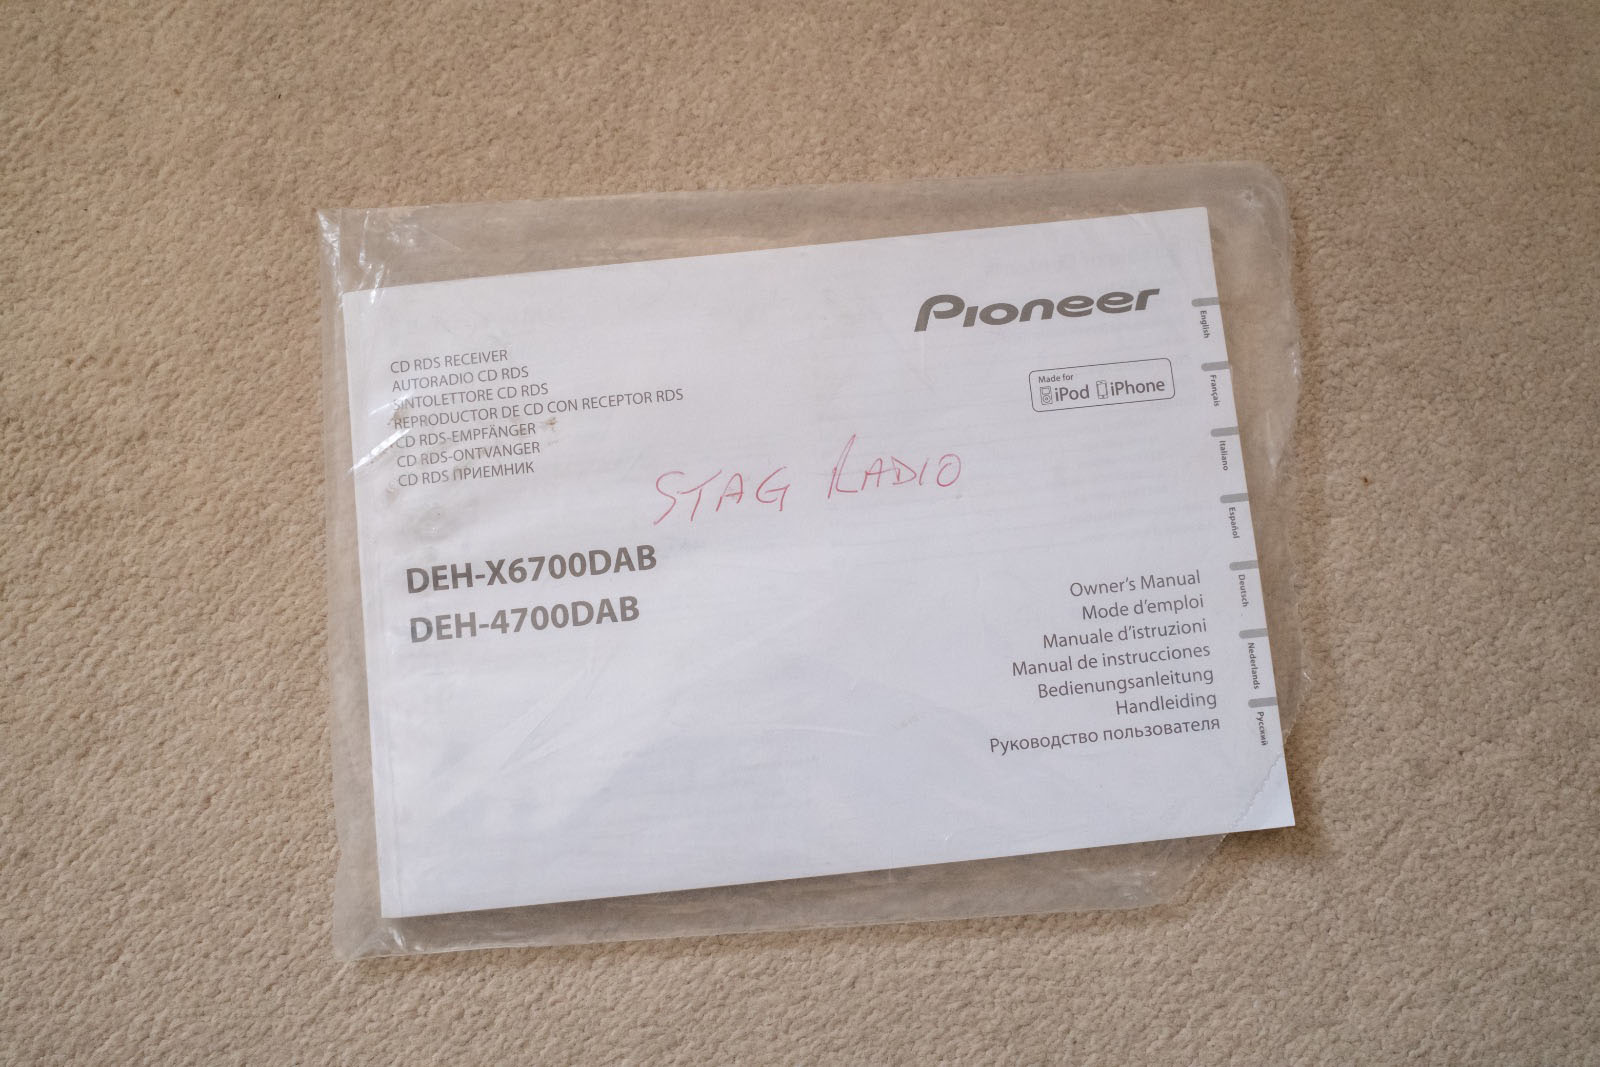 Pioneer
CD RDS RECEIVER
AUTORADIO CD RDS
SINTOLETTORE CD RDS
REPRODUCTOR DE CD CON RECEPTOR RDS
CD RDS-EMPFÄNGER
CD RDS-ONTVANGER
CD RDS ПРИЕМНИК
Made for
iPod iPhone
STAG RADIO
DEH-X6700DAB
DEH-4700DAB
Owner's Manual
Mode d'emploi
Manuale d'istruzioni
Manual de instrucciones
Bedienungsanleitung
Handleiding
Руководство пользователя
English
Français
Italiano
Español
Deutsch
Nederlands
Русский